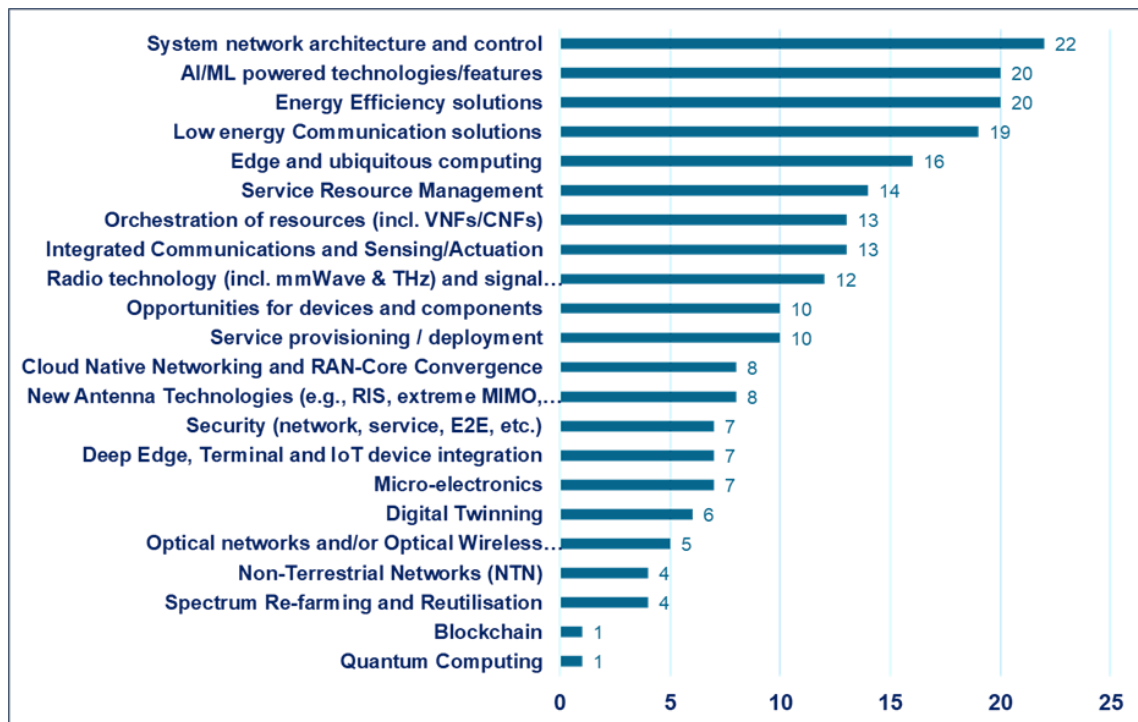 System network architecture and control 22
AI/ML powered technologies/features 20
Energy Efficiency solutions 20
Low energy Communication solutions 19
Edge and ubiquitous computing 16
Service Resource Management 14
Orchestration of resources (incl. VNFs/CNFs) 13
Integrated Communications and Sensing/Actuation 13
Radio technology (incl. mmWave & THz) and signal... 12
Opportunities for devices and components 10
Service provisioning / deployment 10
Cloud Native Networking and RAN-Core Convergence 8
New Antenna Technologies (e.g., RIS, extreme MIMO,... 8
Security (network, service, E2E, etc.) 7
Deep Edge, Terminal and IoT device integration 7
Micro-electronics 7
Digital Twinning 6
Optical networks and/or Optical Wireless... 5
Non-Terrestrial Networks (NTN) 4
Spectrum Re-farming and Reutilisation 4
Blockchain 1
Quantum Computing 1
0 5 10 15 20 25